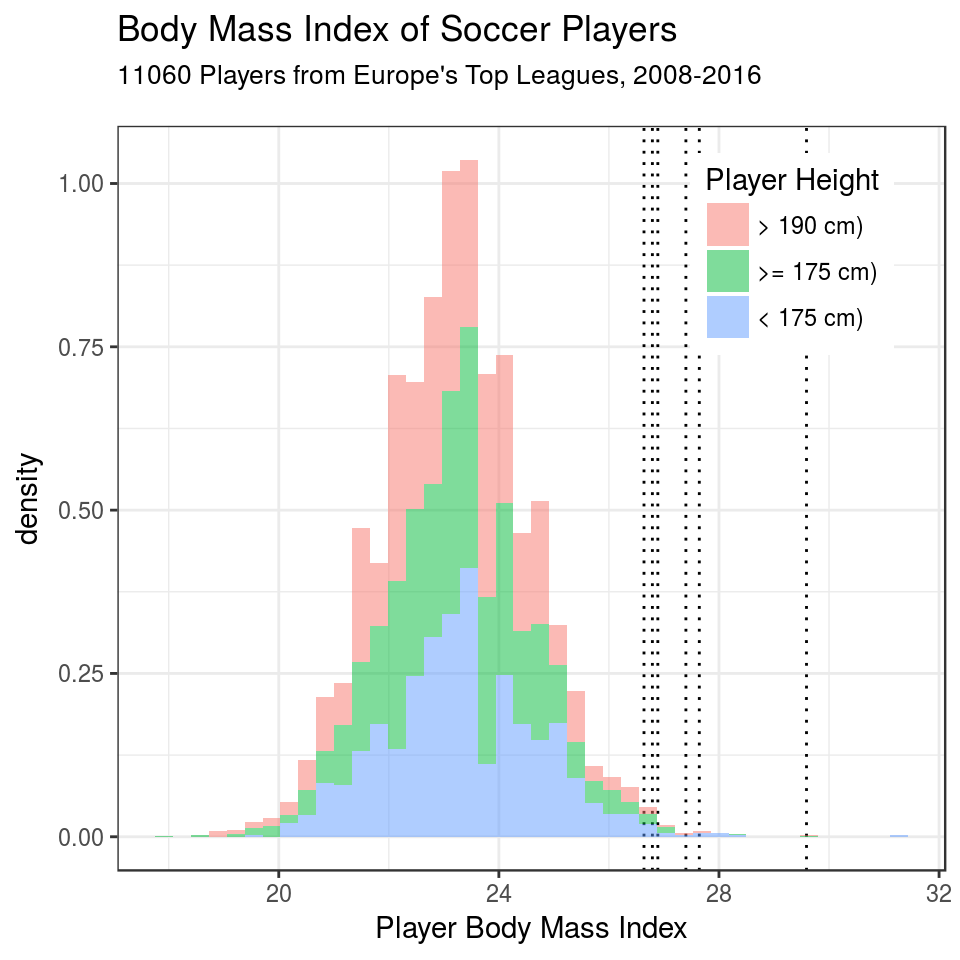 Body Mass Index of Soccer Players
11060 Players from Europe's Top Leagues, 2008-2016
Player Height
> 190 cm)
>= 175 cm)
< 175 cm)
1.00
0.75
0.50
0.25
0.00
density
20 24 28 32
Player Body Mass Index